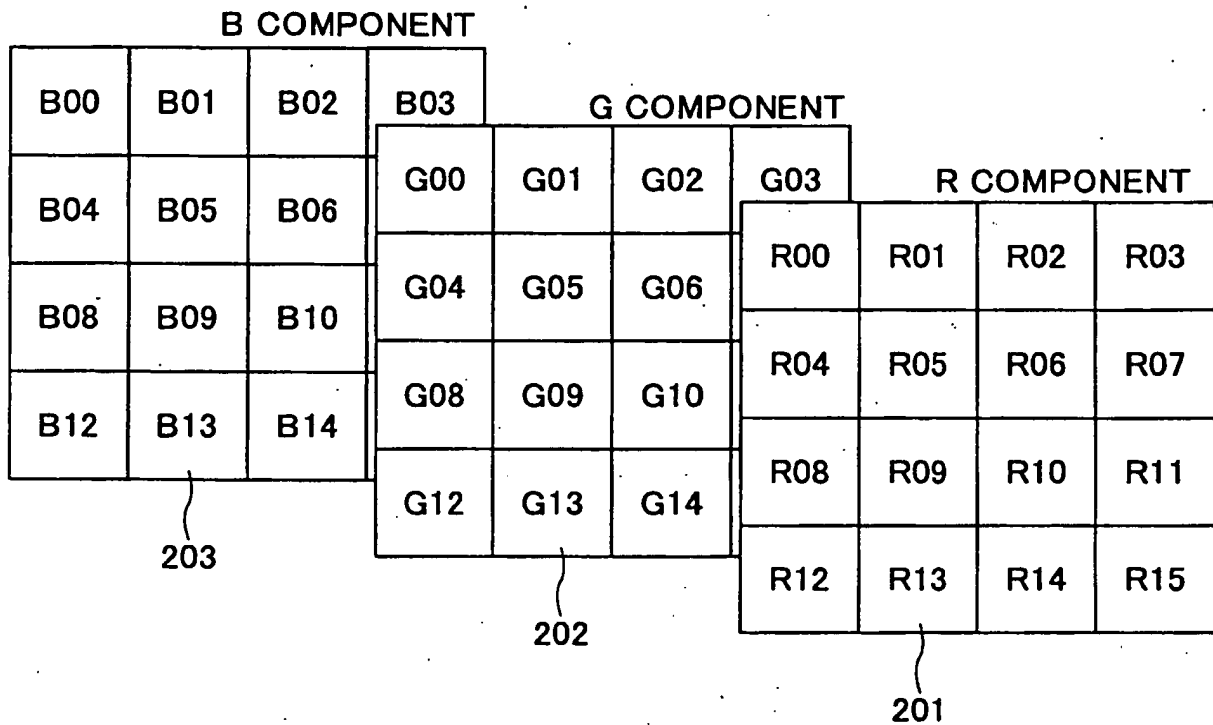 B COMPONENT
B00 B01 B02 B03
B04 B05 B06
B08 B09 B10
B12 B13 B14
203
G COMPONENT
G00 G01 G02 G03
G04 G05 G06
G08 G09 G10
G12 G13 G14
202
R COMPONENT
R00 R01 R02 R03
R04 R05 R06 R07
R08 R09 R10 R11
R12 R13 R14 R15
201